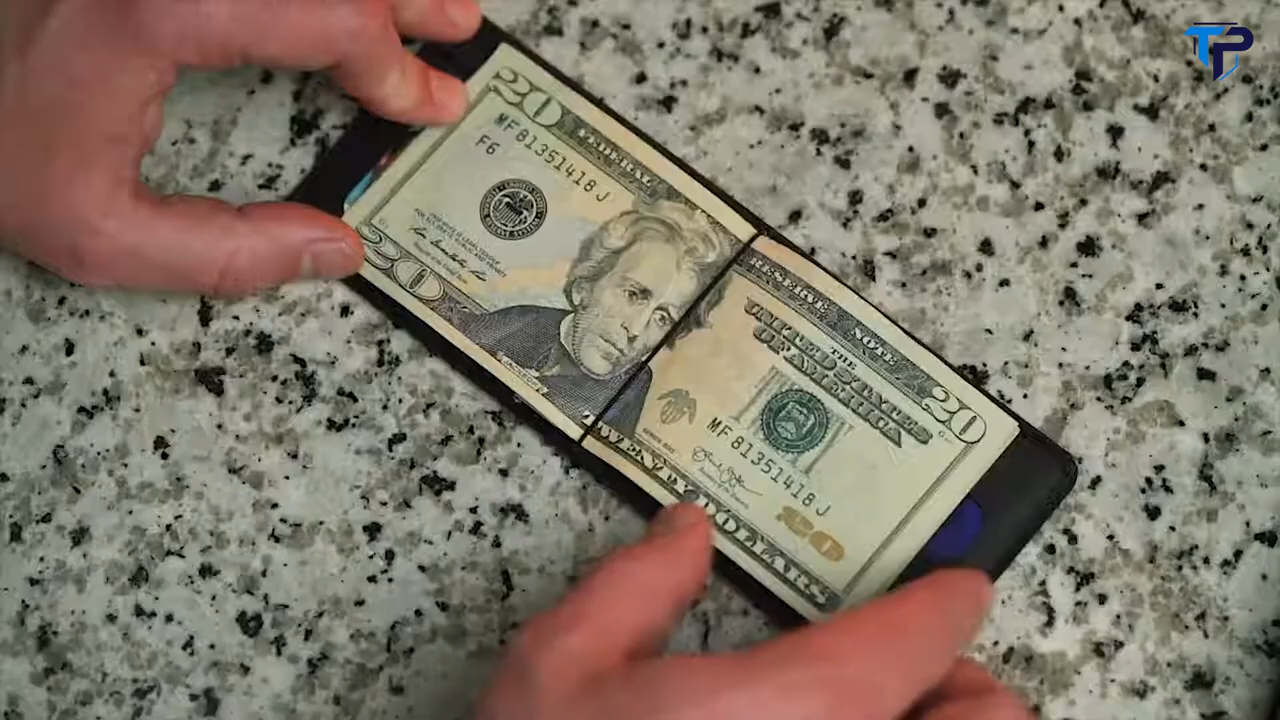 TP
20
FEDERAL
RESERVE NOTE
MF 81351418 J
F6
THE
UNITED STATES
OF AMERICA
20
MF 81351418 J
20
TWENTY DOLLARS
20